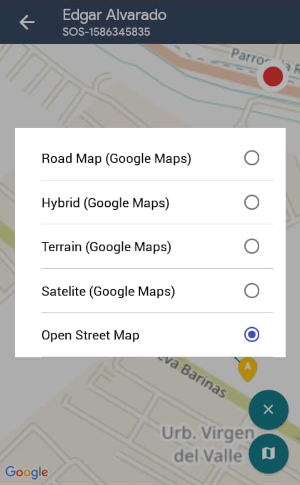 Edgar Alvarado
SOS-1586345835
Parro
Road Map (Google Maps)
Hybrid (Google Maps)
Terrain (Google Maps)
Satelite (Google Maps)
Open Street Map
A
eva Barinas
Urb. Virgen
del Valle
Google